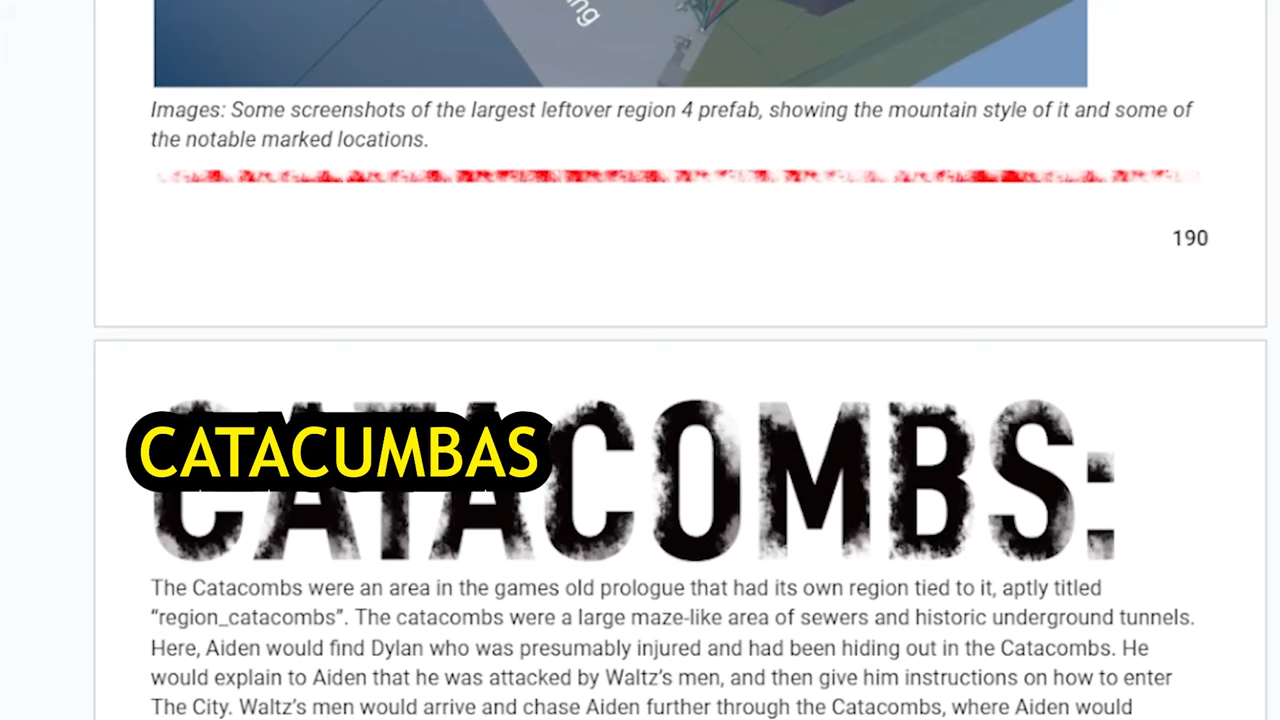 ng
Images: Some screenshots of the largest leftover region 4 prefab, showing the mountain style of it and some of
the notable marked locations.
190
CATACOMBS:
CATACUMBAS
The Catacombs were an area in the games old prologue that had its own region tied to it, aptly titled
“region_catacombs”. The catacombs were a large maze-like area of sewers and historic underground tunnels.
Here, Aiden would find Dylan who was presumably injured and had been hiding out in the Catacombs. He
would explain to Aiden that he was attacked by Waltz’s men, and then give him instructions on how to enter
The City. Waltz’s men would arrive and chase Aiden further through the Catacombs, where Aiden would